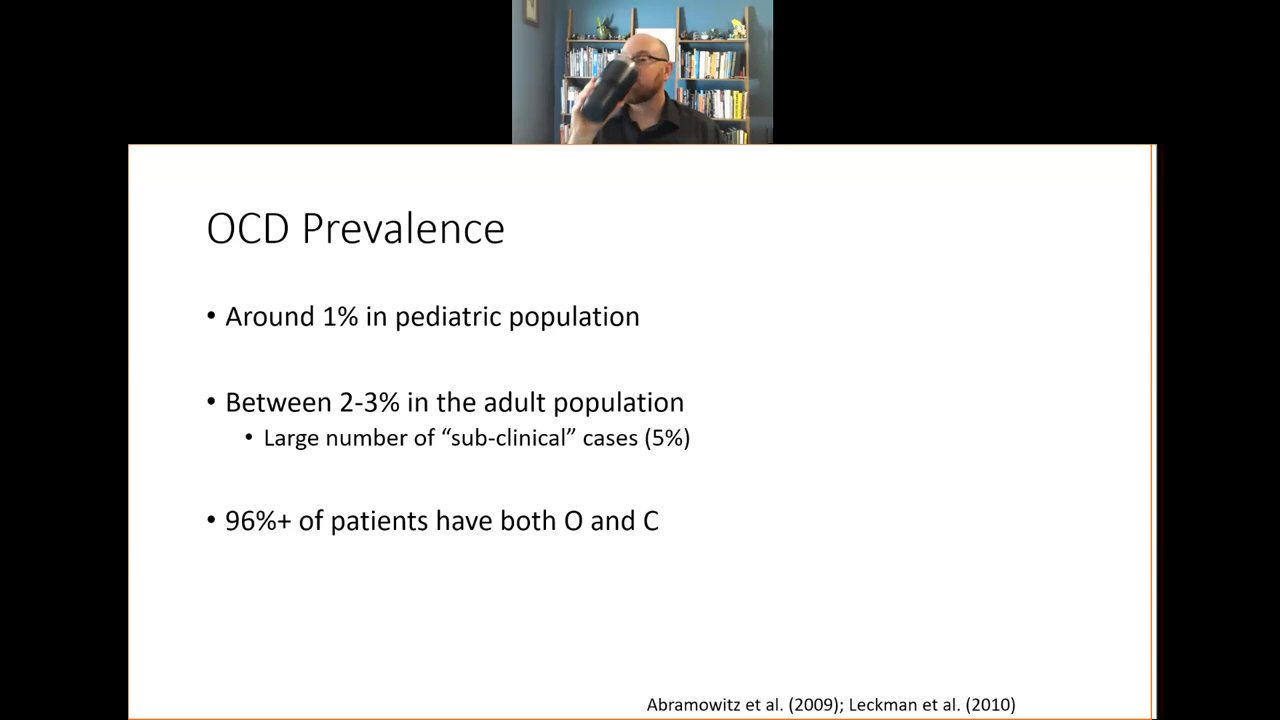 OCD Prevalence
• Around 1% in pediatric population
• Between 2-3% in the adult population
• Large number of “sub-clinical” cases (5%)
• 96%+ of patients have both O and C
Abramowitz et al. (2009); Leckman et al. (2010)